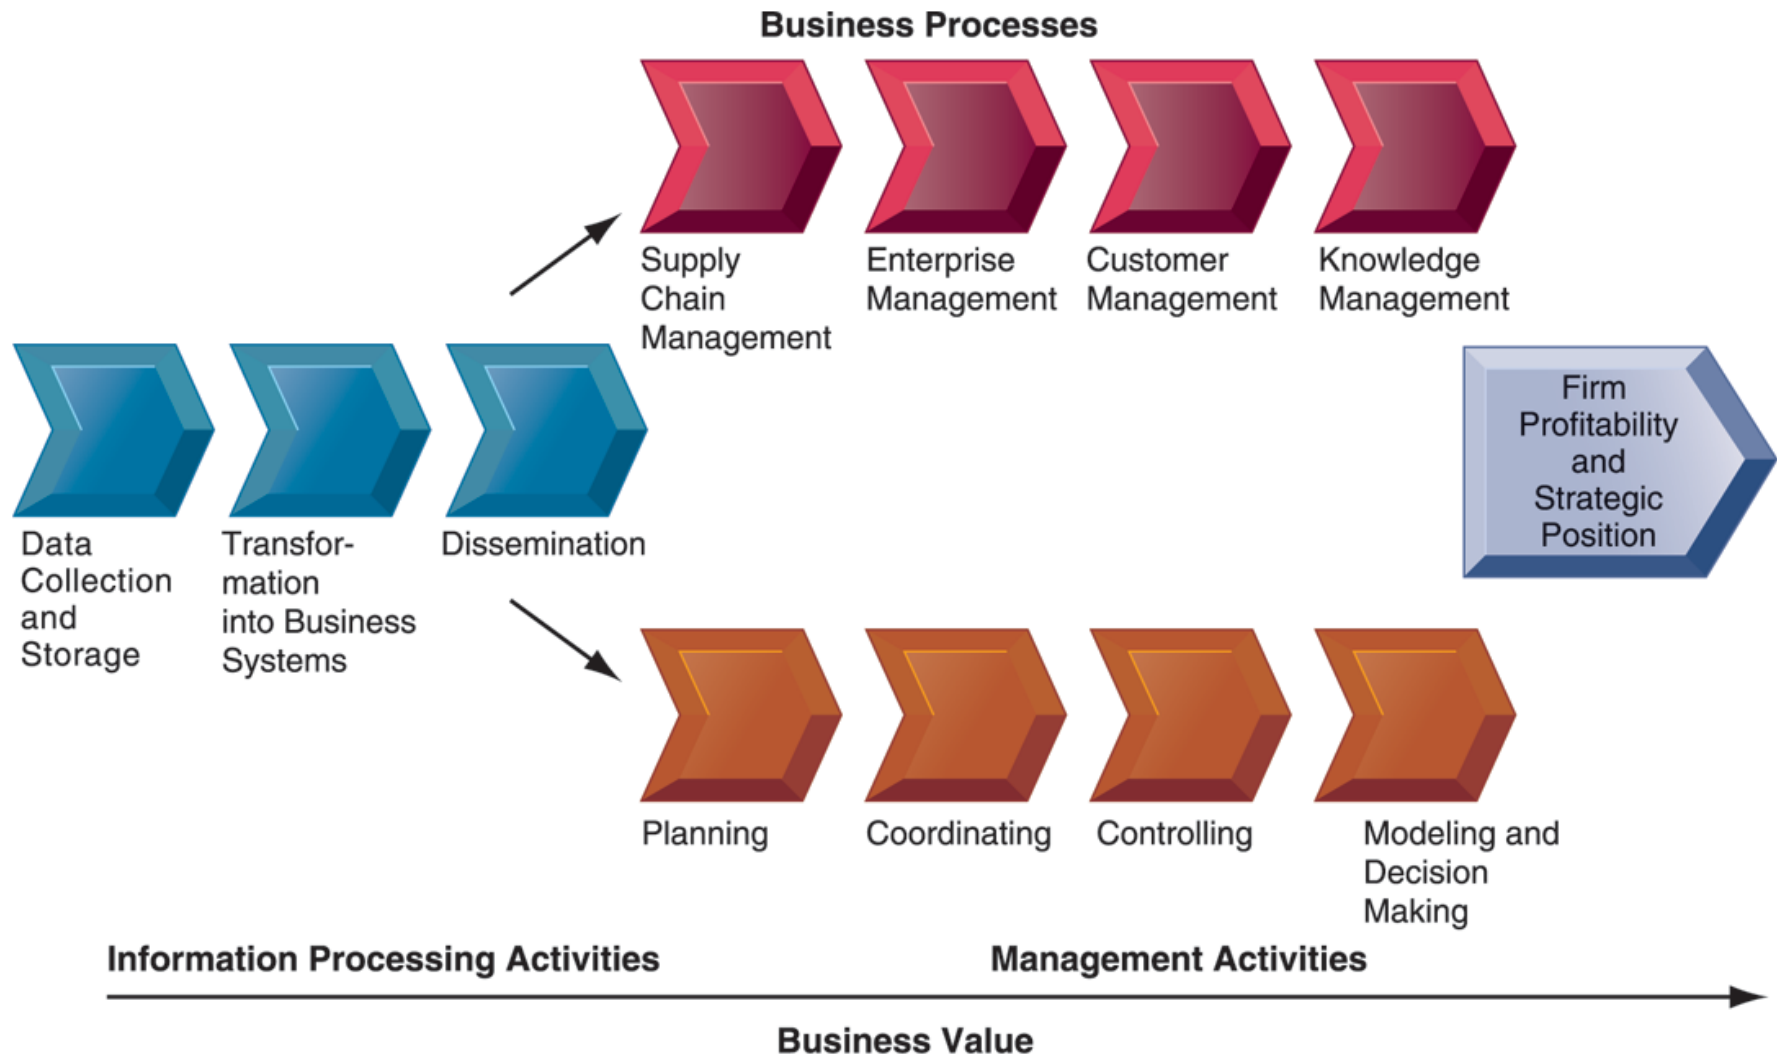 Business Processes
Supply
Chain
Management
Enterprise
Management
Customer
Management
Knowledge
Management
Data
Collection
and
Storage
Transfor-
mation
into Business
Systems
Dissemination
Firm
Profitability
and
Strategic
Position
Planning
Coordinating
Controlling
Modeling and
Decision
Making
Information Processing Activities
Management Activities
Business Value